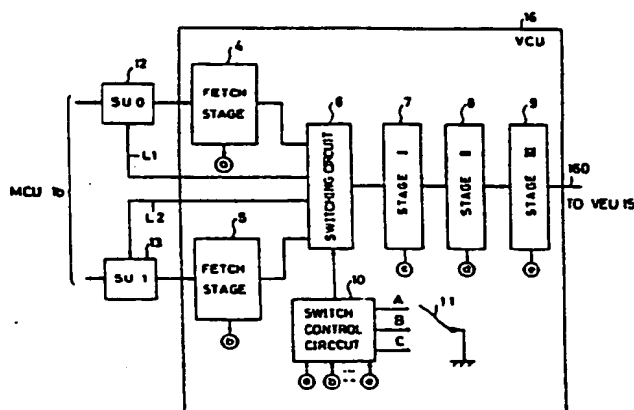 16
VCU
12
4
SU 0
FETCH
STAGE
6
7
8
9
a
L1
SWITCHING CIRCUIT
STAGE I
STAGE II
STAGE III
160
TO VEU 15
MCU 1b
L2
5
13
SU 1
FETCH
STAGE
c
d
e
b
10
SWITCH
CONTROL
CIRCCUT
A
B
C
11
a b --- e